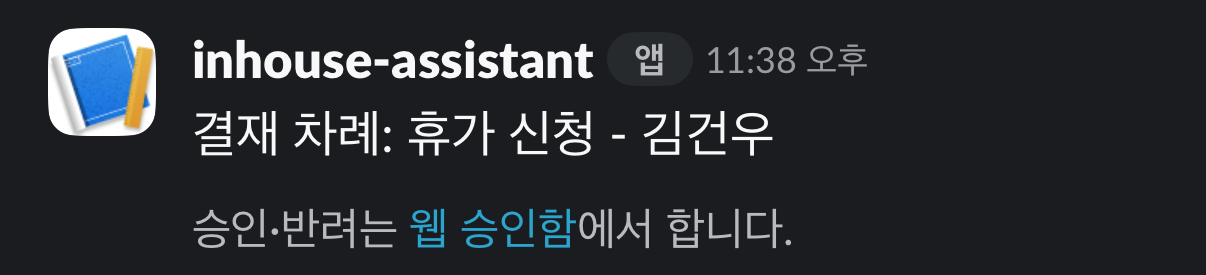 inhouse-assistant 앱 11:38 오후
결재 차례: 휴가 신청 - 김건우
승인·반려는 웹 승인함에서 합니다.